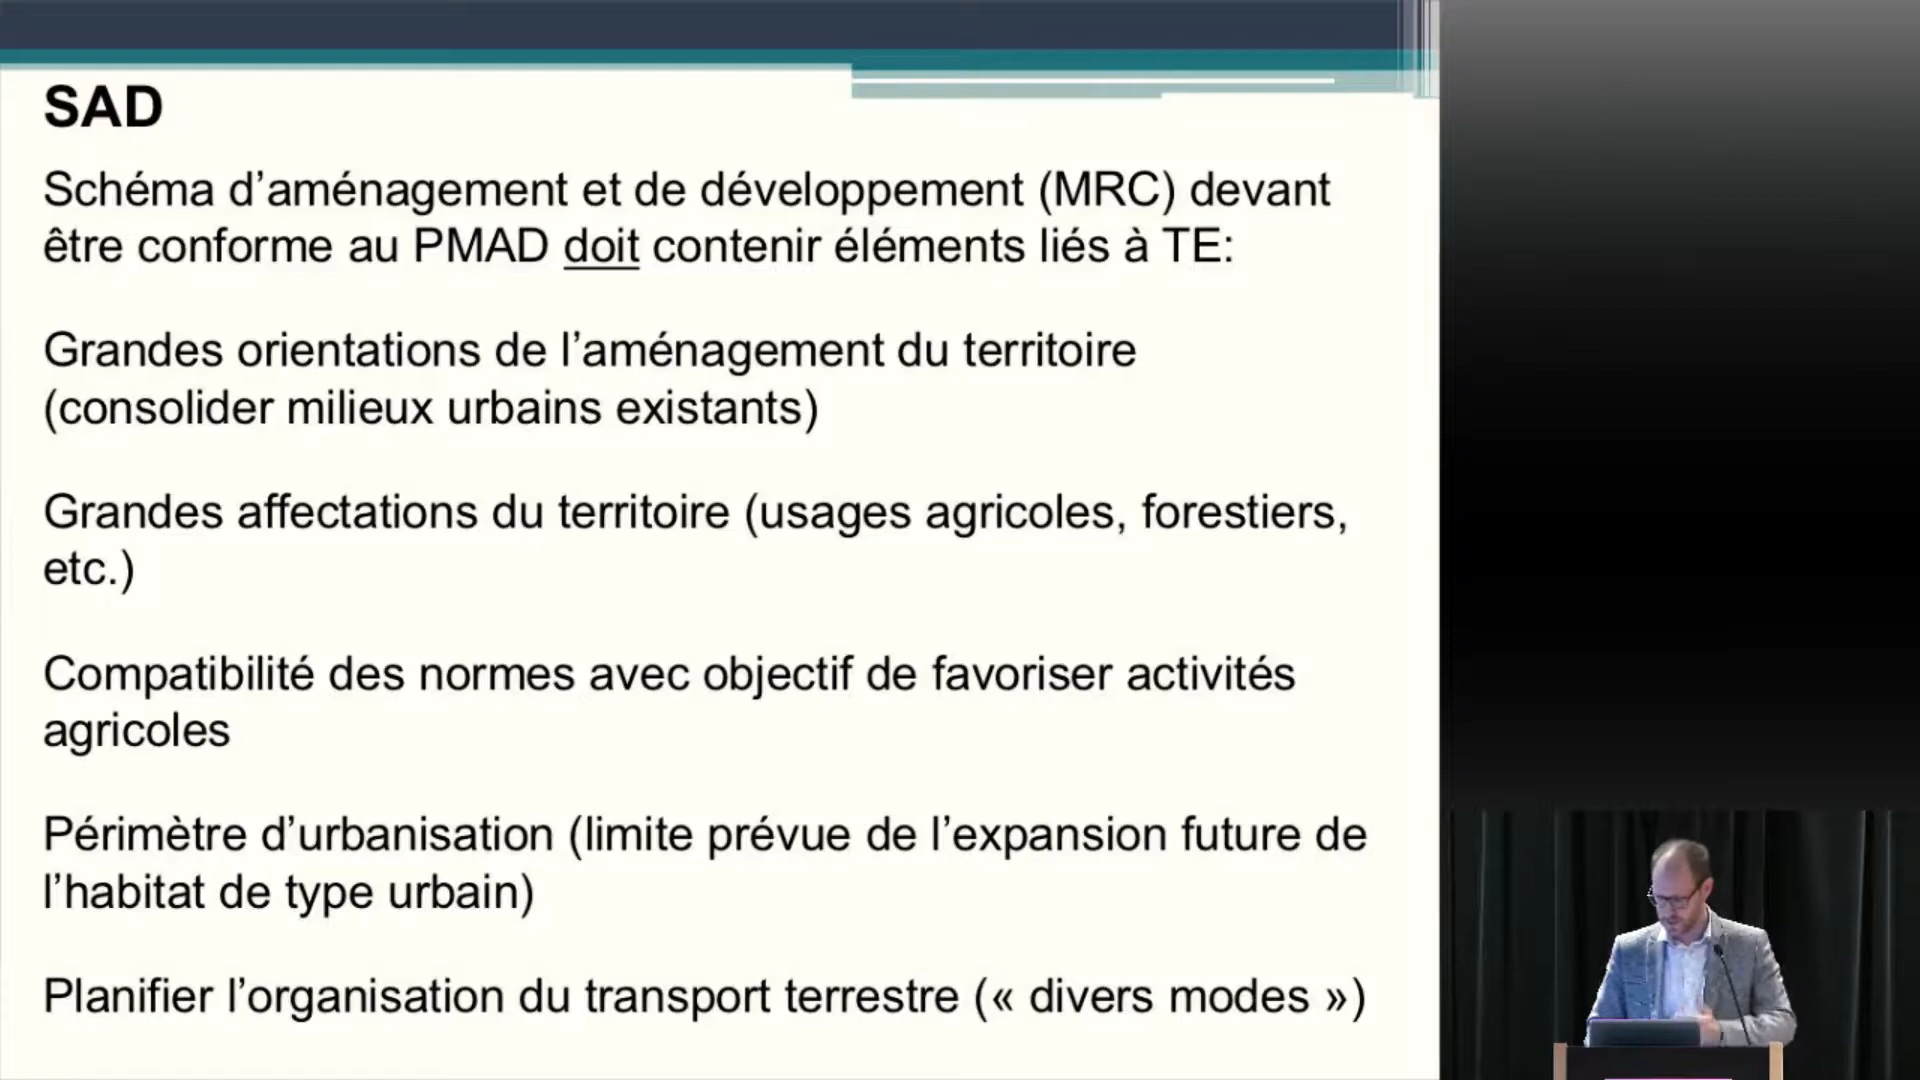 SAD
Schéma d’aménagement et de développement (MRC) devant
être conforme au PMAD doit contenir éléments liés à TE:
Grandes orientations de l’aménagement du territoire
(consolider milieux urbains existants)
Grandes affectations du territoire (usages agricoles, forestiers,
etc.)
Compatibilité des normes avec objectif de favoriser activités
agricoles
Périmètre d’urbanisation (limite prévue de l’expansion future de
l’habitat de type urbain)
Planifier l’organisation du transport terrestre (« divers modes »)